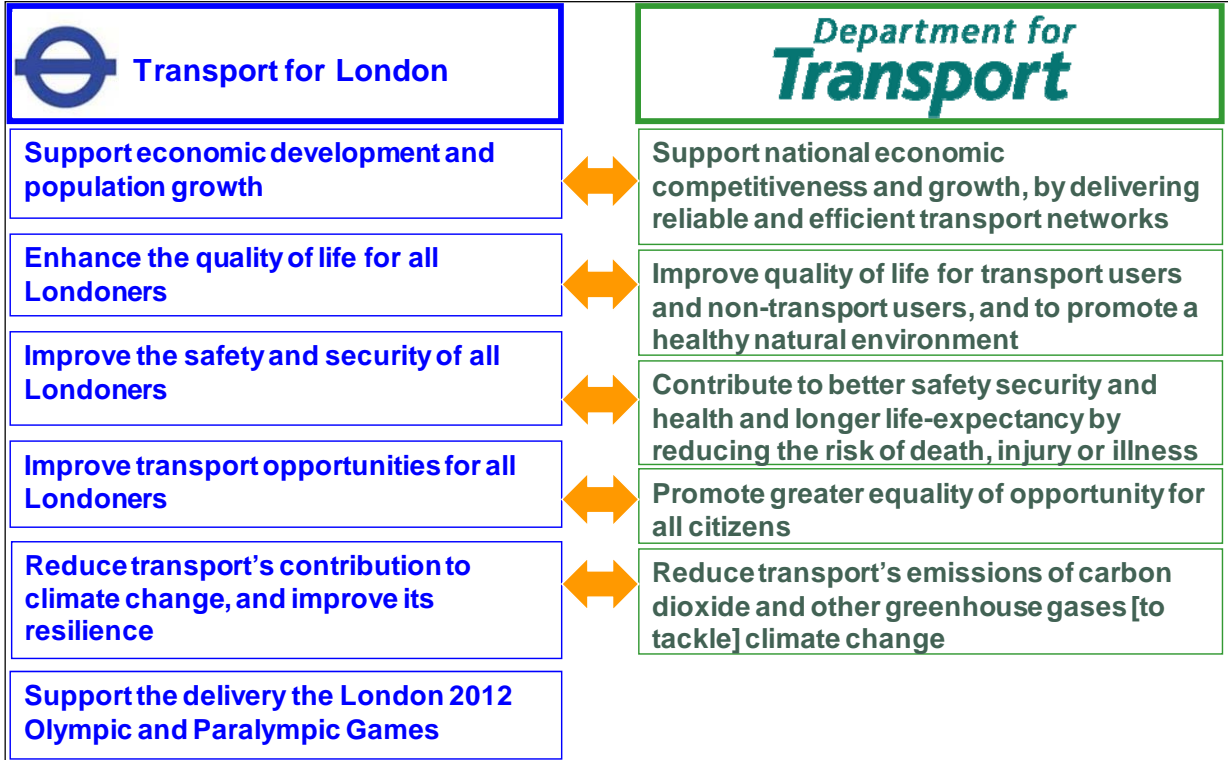 Transport for London
Department for
Transport
Support economic development and
population growth
Support national economic
competitiveness and growth, by delivering
reliable and efficient transport networks
Enhance the quality of life for all
Londoners
Improve quality of life for transport users
and non-transport users, and to promote a
healthy natural environment
Improve the safety and security of all
Londoners
Contribute to better safety security and
health and longer life-expectancy by
reducing the risk of death, injury or illness
Improve transport opportunities for all
Londoners
Promote greater equality of opportunity for
all citizens
Reduce transport’s contribution to
climate change, and improve its
resilience
Reduce transport’s emissions of carbon
dioxide and other greenhouse gases [to
tackle] climate change
Support the delivery the London 2012
Olympic and Paralympic Games